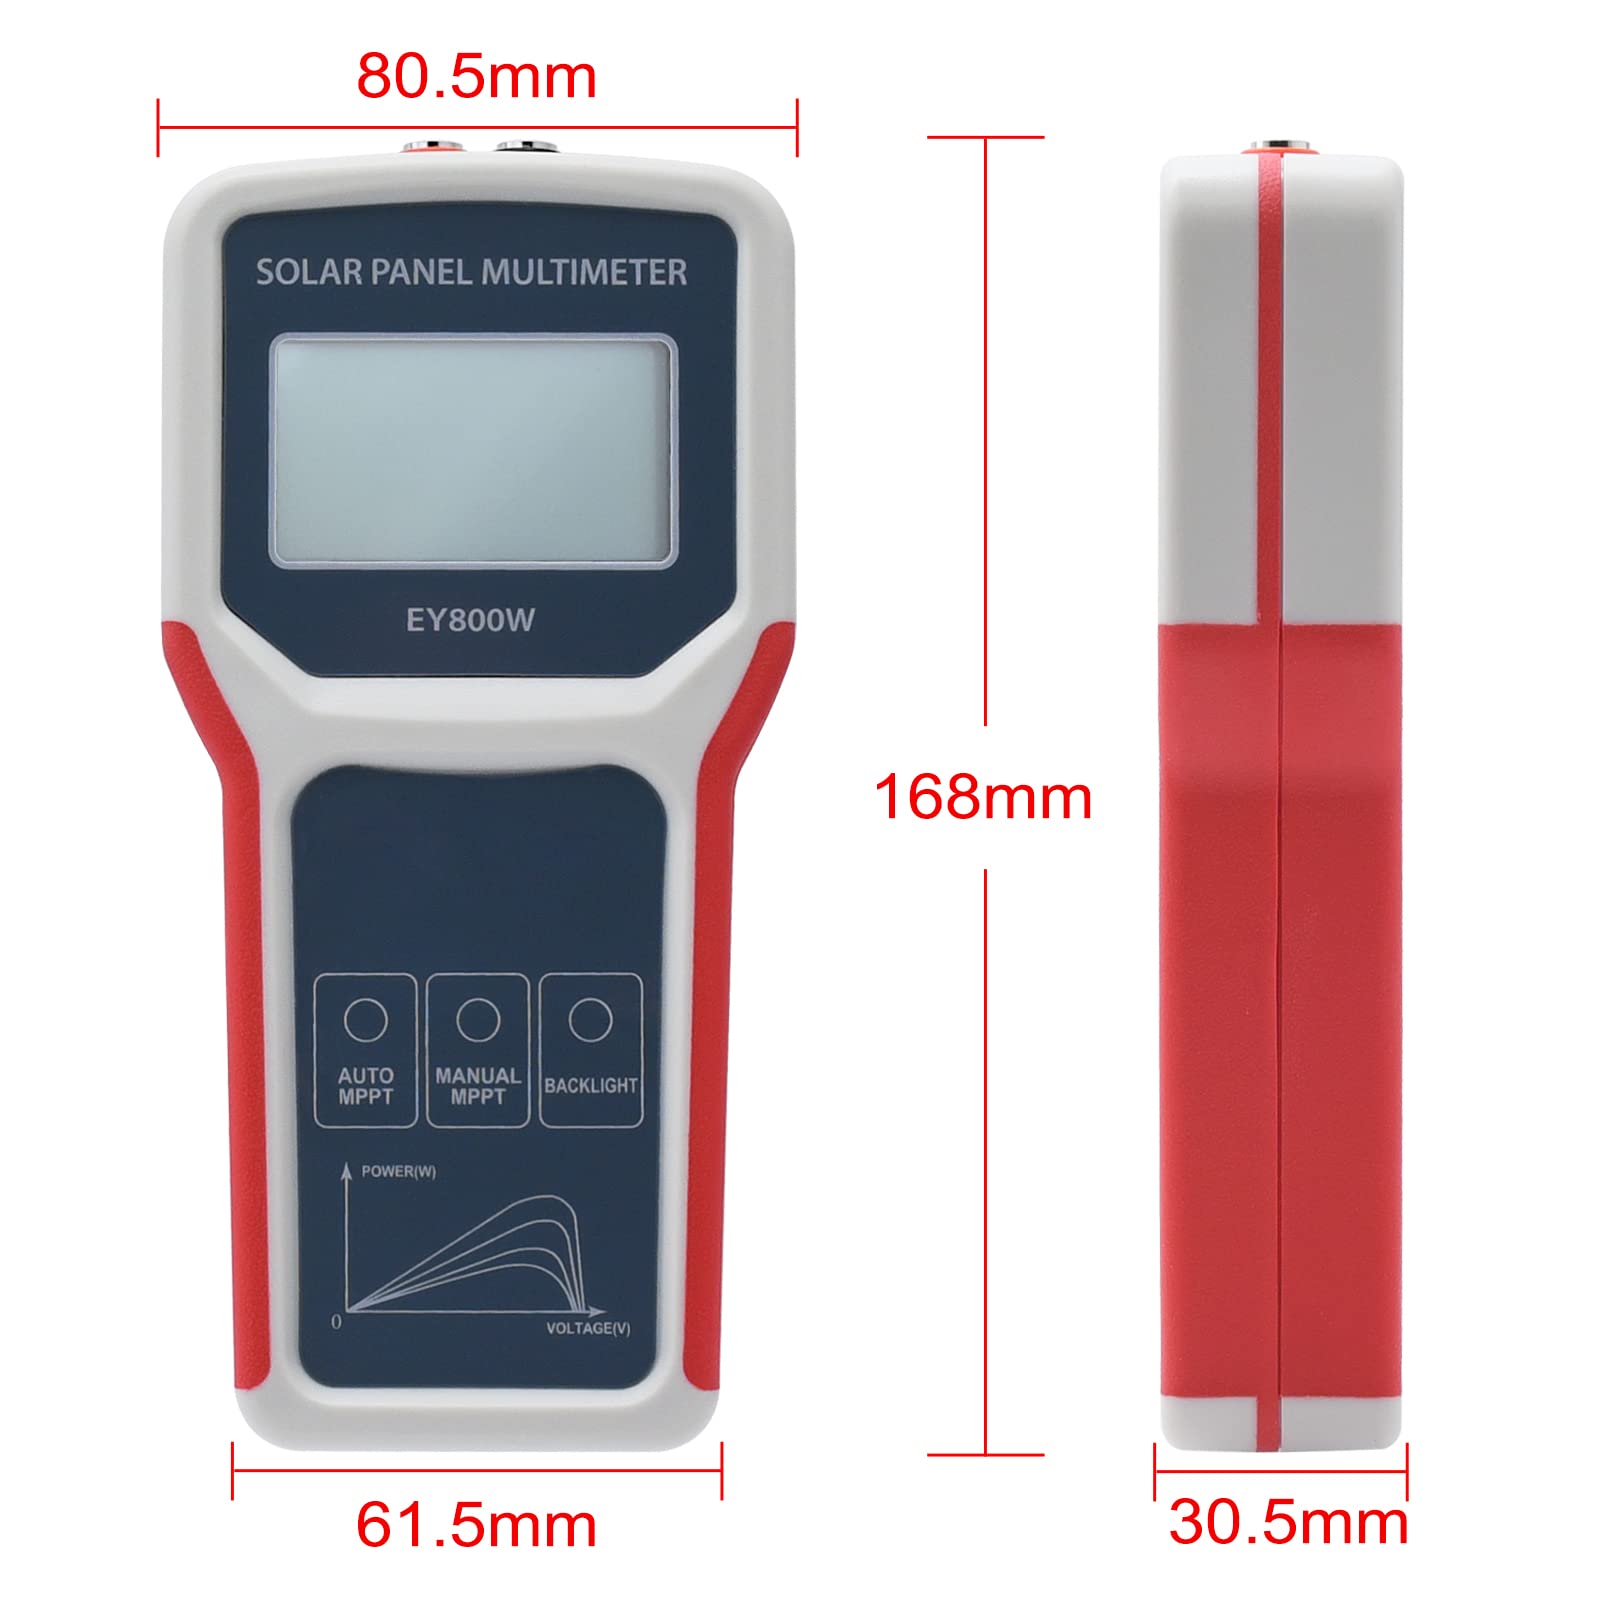 80.5mm
SOLAR PANEL MULTIMETER
EY800W
168mm
AUTO
MPPT
MANUAL
MPPT
BACKLIGHT
POWER(W)
0
VOLTAGE(V)
61.5mm
30.5mm